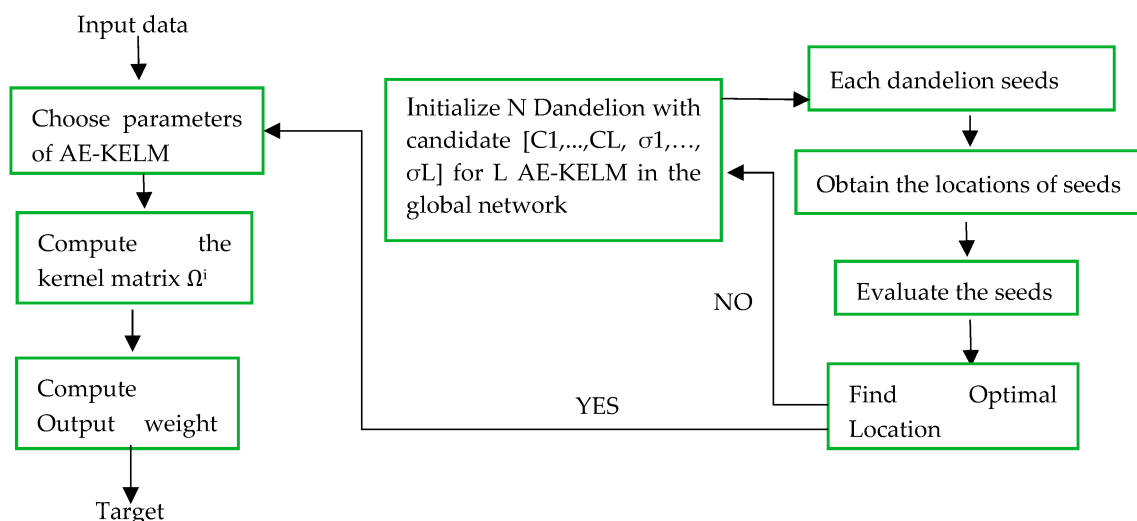 Input data
Choose parameters
of AE-KELM
Compute the
kernel matrix Ωⁱ
Compute
Output weight
Target
Initialize N Dandelion with
candidate [C1,...,CL, σ1,…,
σL] for L AE-KELM in the
global network
Each dandelion seeds
Obtain the locations of seeds
Evaluate the seeds
Find Optimal
Location
NO
YES